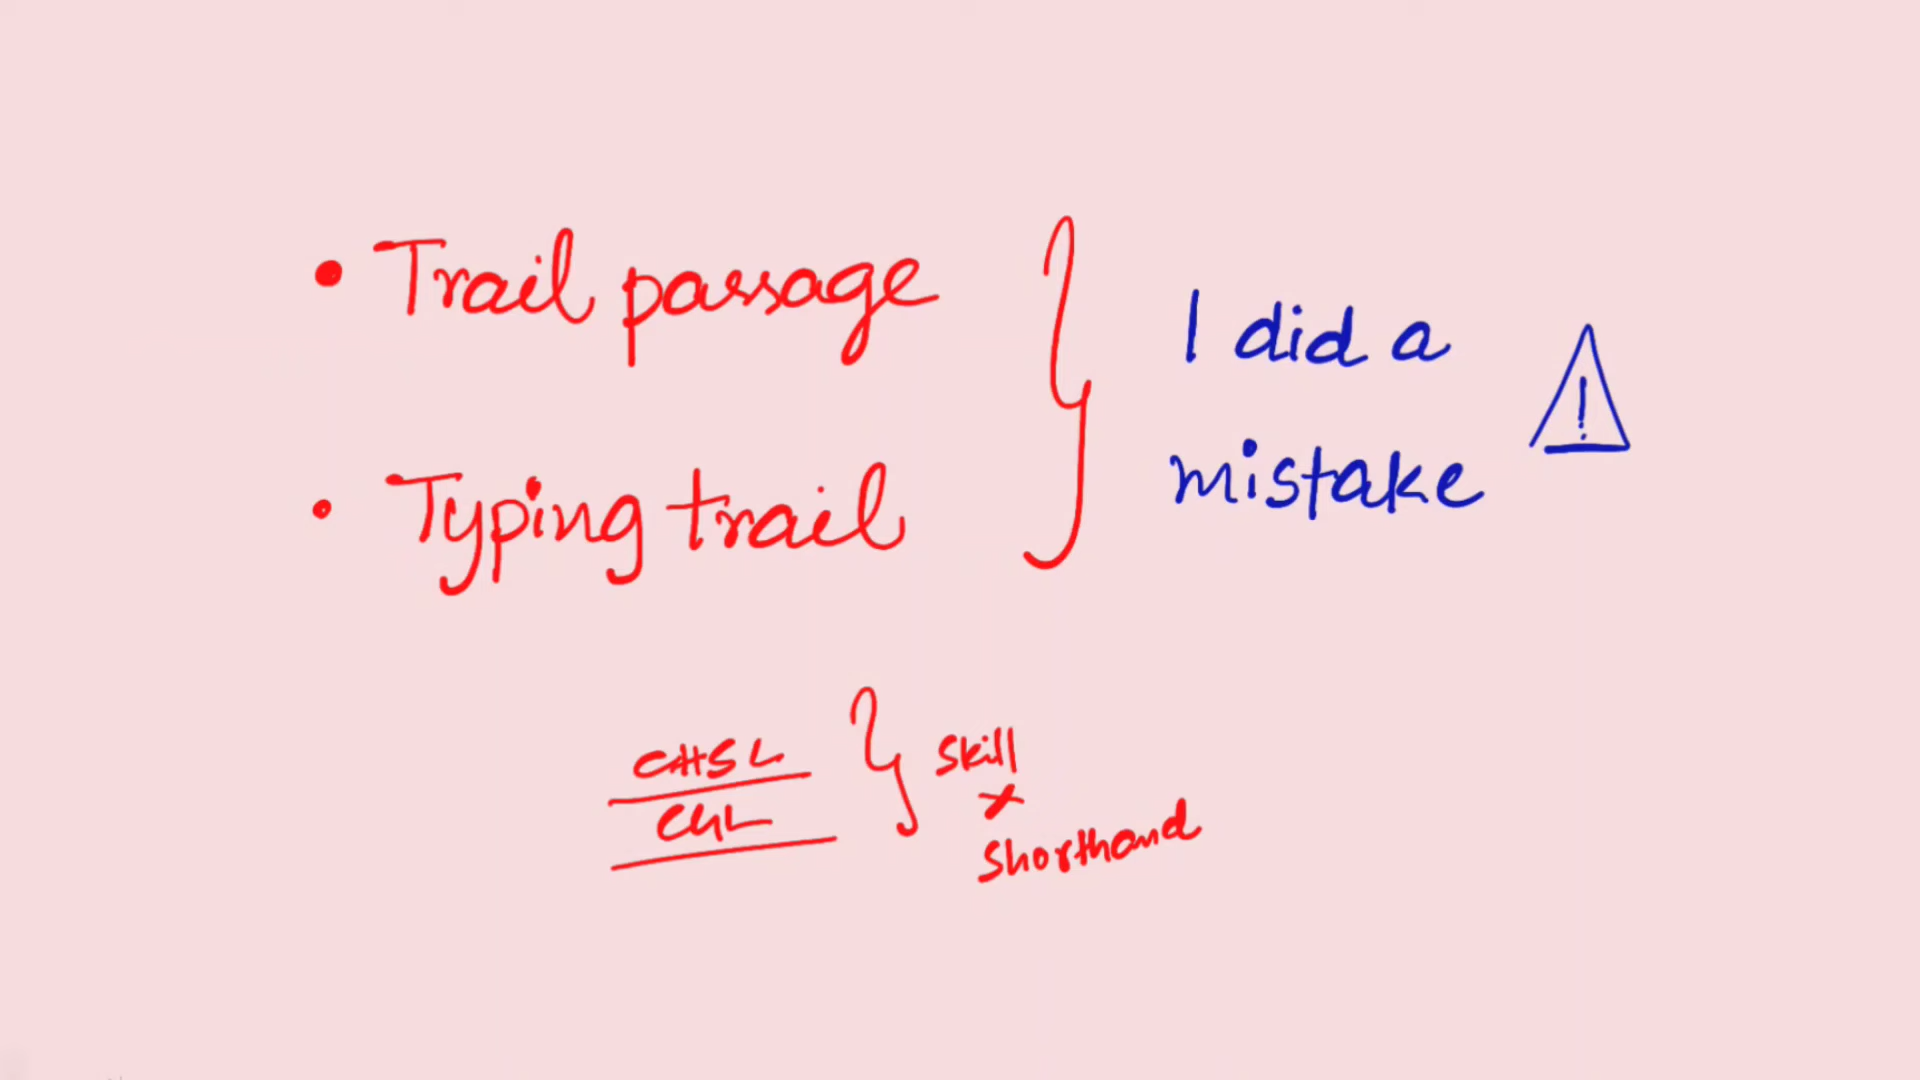 • Trail passage
I did a
mistake
!
• Typing trail
CHSL
CGL
skill
x
shorthand